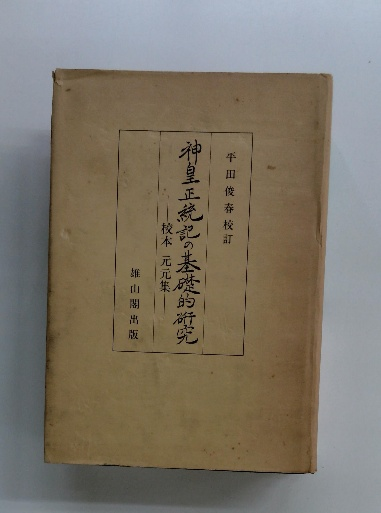 平田俊春校訂
神皇正統記の基礎的研究
―校本 元元集―
雄山閣出版